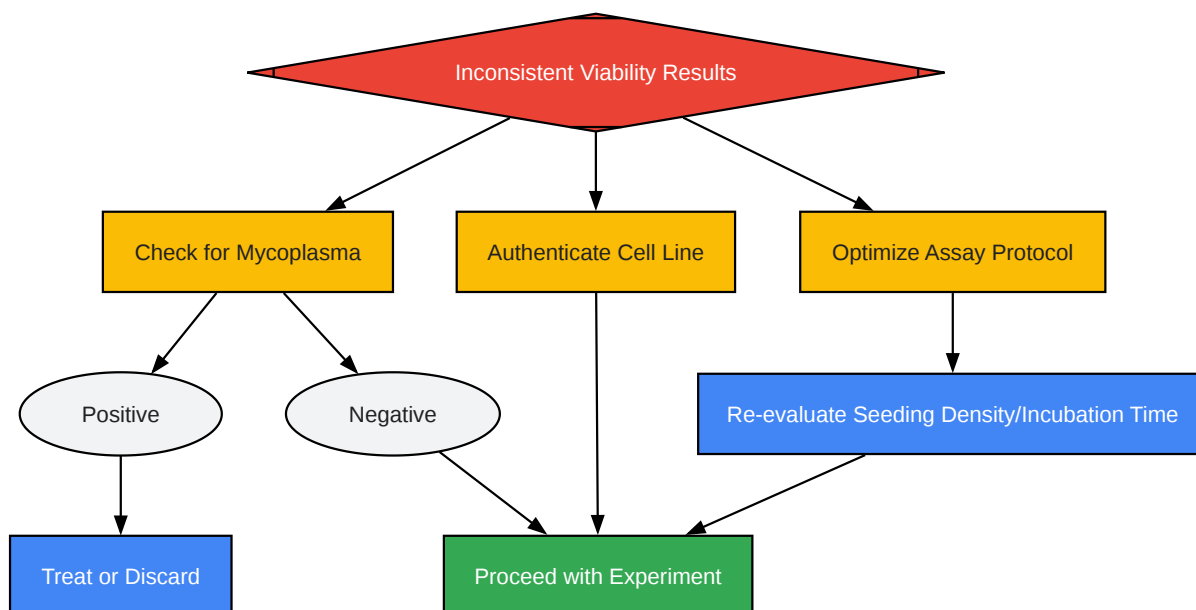 Inconsistent Viability Results
Check for Mycoplasma
Authenticate Cell Line
Optimize Assay Protocol
Positive
Negative
Re-evaluate Seeding Density/Incubation Time
Treat or Discard
Proceed with Experiment